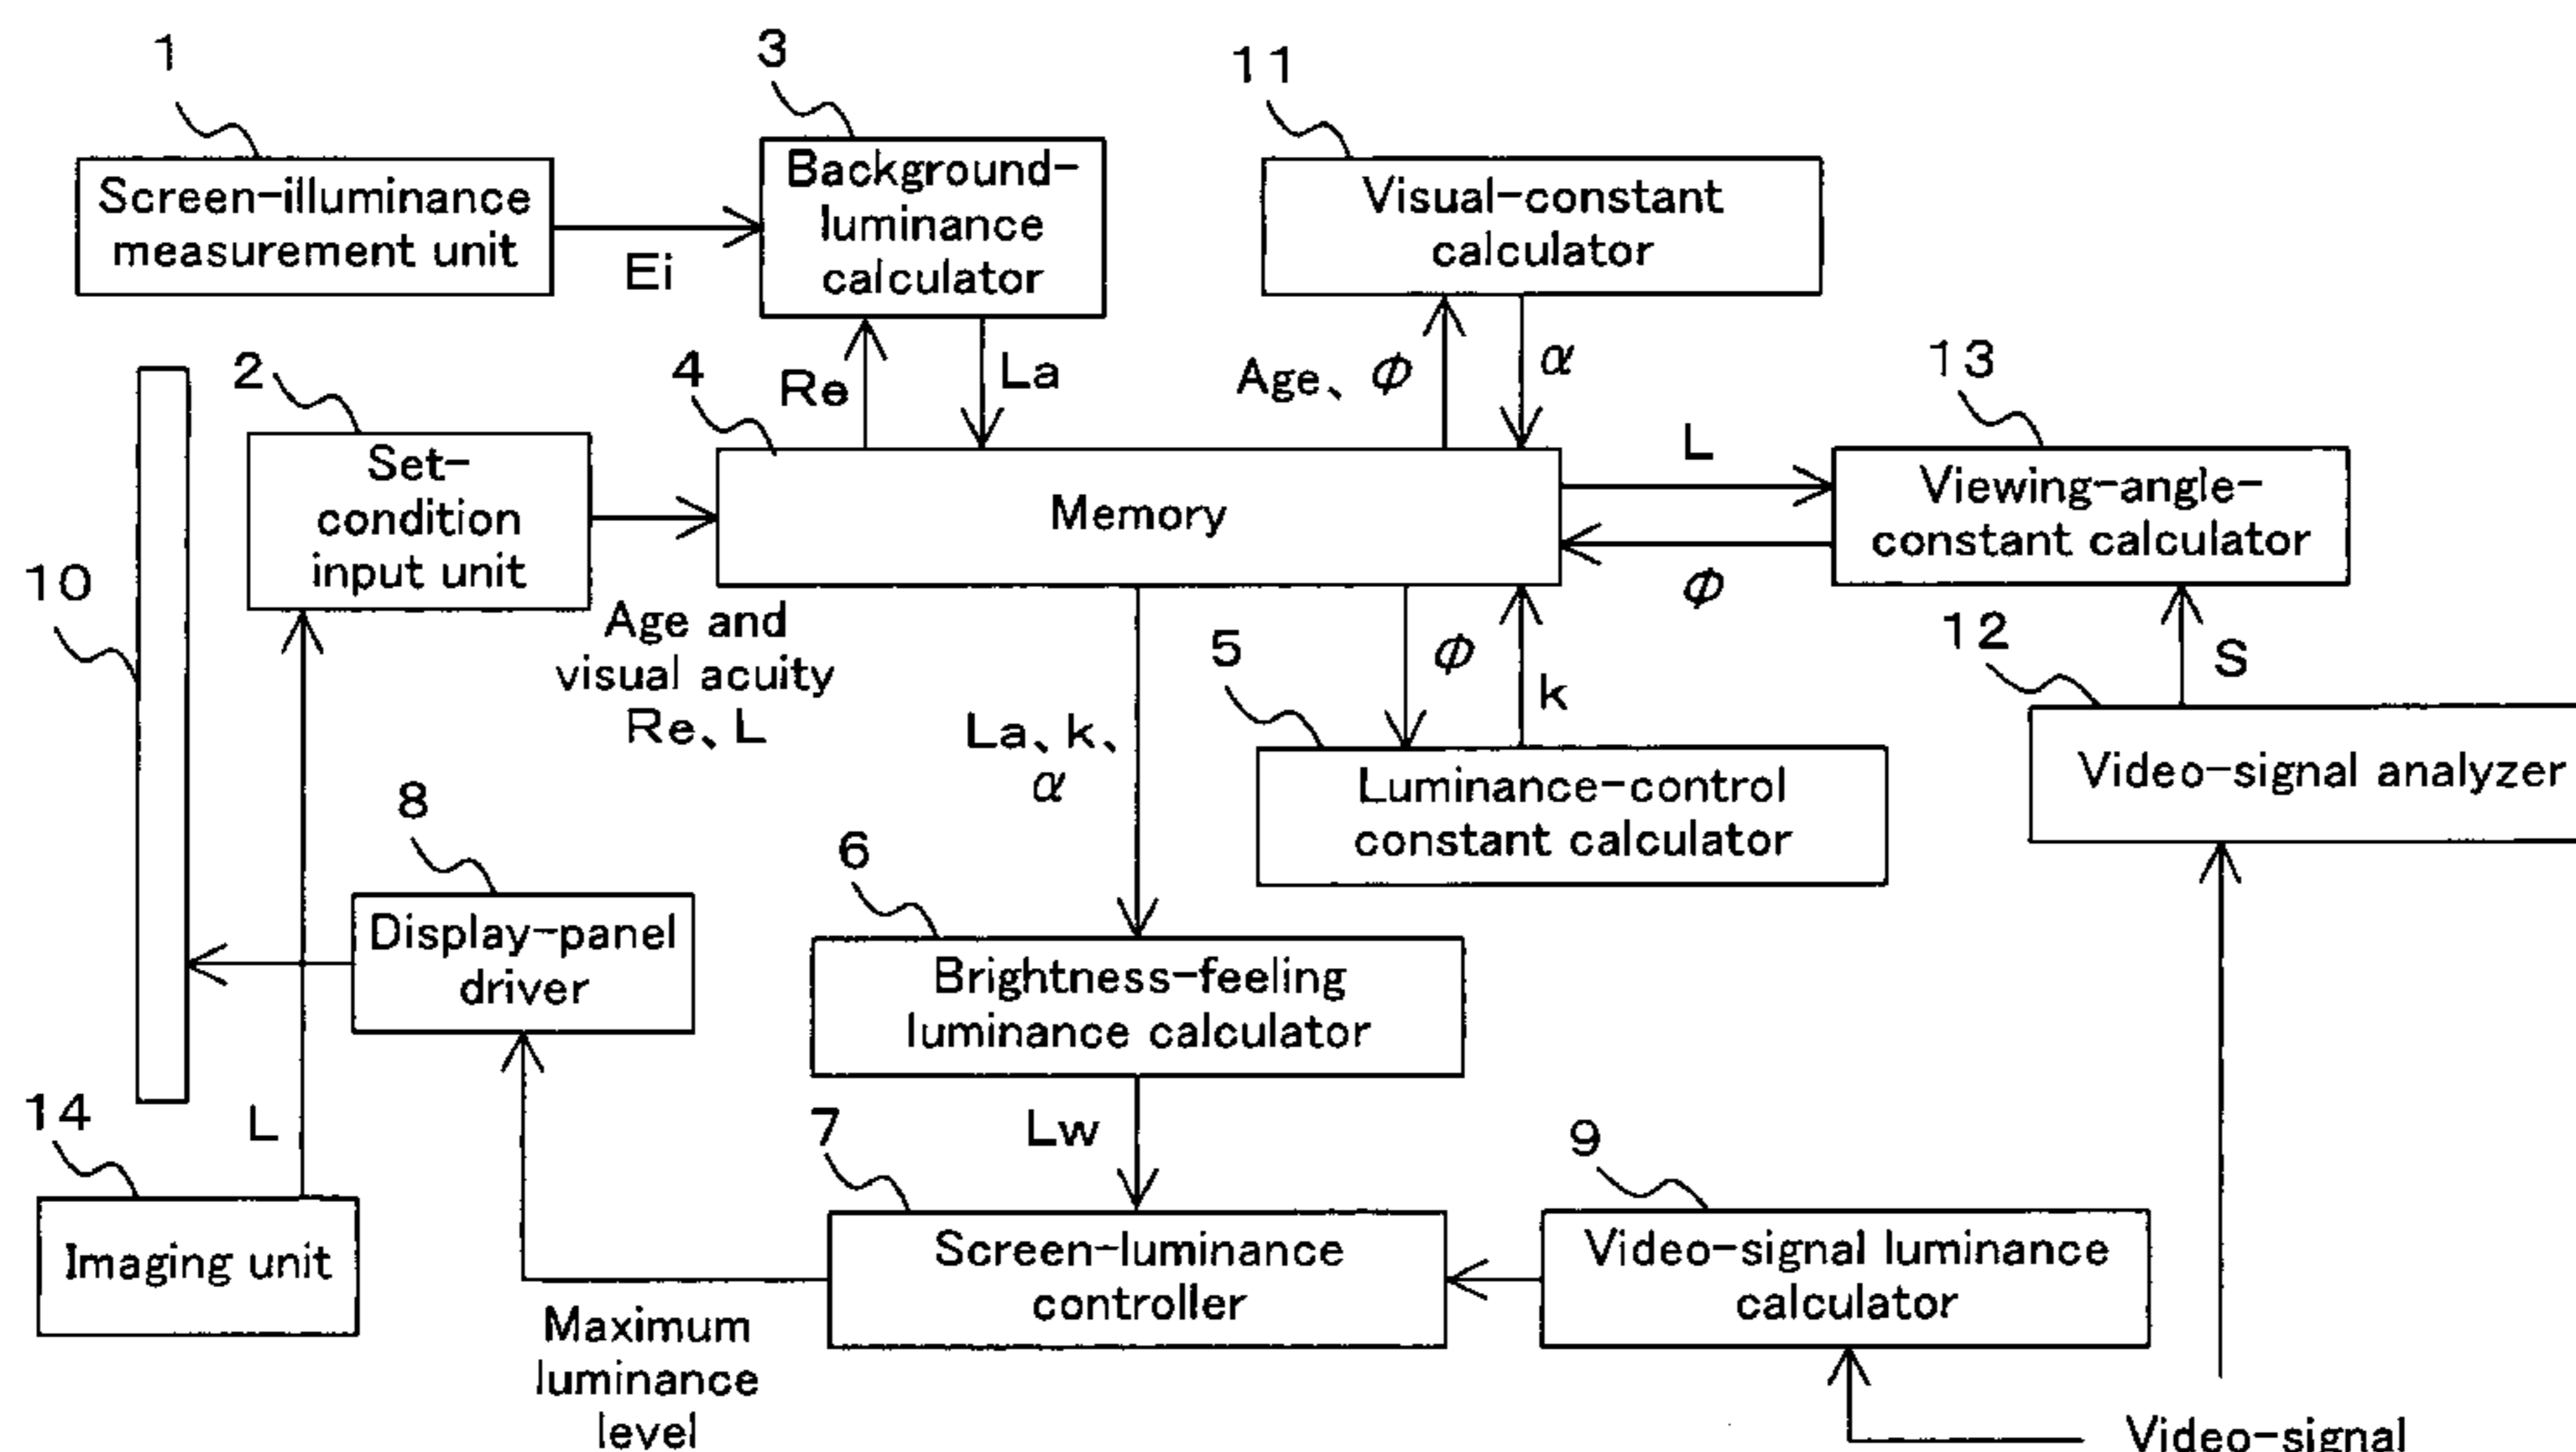 1
Screen-illuminance
measurement unit
Ei
3
Background-
luminance
calculator
11
Visual-constant
calculator
Re
La
Age、Φ
α
2
Set-
condition
input unit
Age and
visual acuity
Re、L
4
Memory
L
Φ
13
Viewing-angle-
constant calculator
10
La、k、
α
Φ
k
5
Luminance-control
constant calculator
12
S
Video-signal analyzer
8
Display-panel
driver
6
Brightness-feeling
luminance calculator
14
L
Imaging unit
Lw
7
Screen-luminance
controller
9
Video-signal luminance
calculator
Maximum
luminance
level
Video-signal